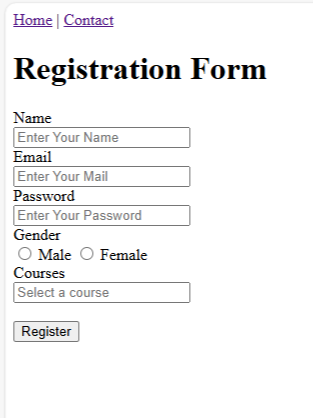 Home | Contact
Registration Form
Name
Enter Your Name
Email
Enter Your Mail
Password
Enter Your Password
Gender
Male Female
Courses
Select a course
Register